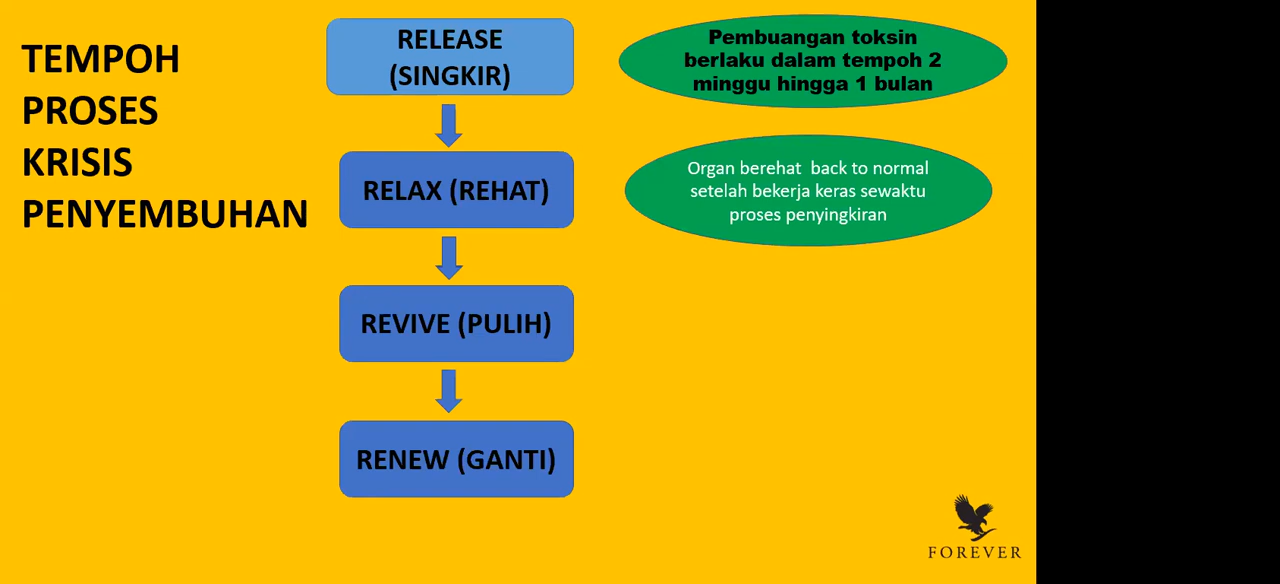 TEMPOH
PROSES
KRISIS
PENYEMBUHAN
RELEASE
(SINGKIR)
Pembuangan toksin
berlaku dalam tempoh 2
minggu hingga 1 bulan
RELAX (REHAT)
Organ berehat back to normal
setelah bekerja keras sewaktu
proses penyingkiran
REVIVE (PULIH)
RENEW (GANTI)
FOREVER